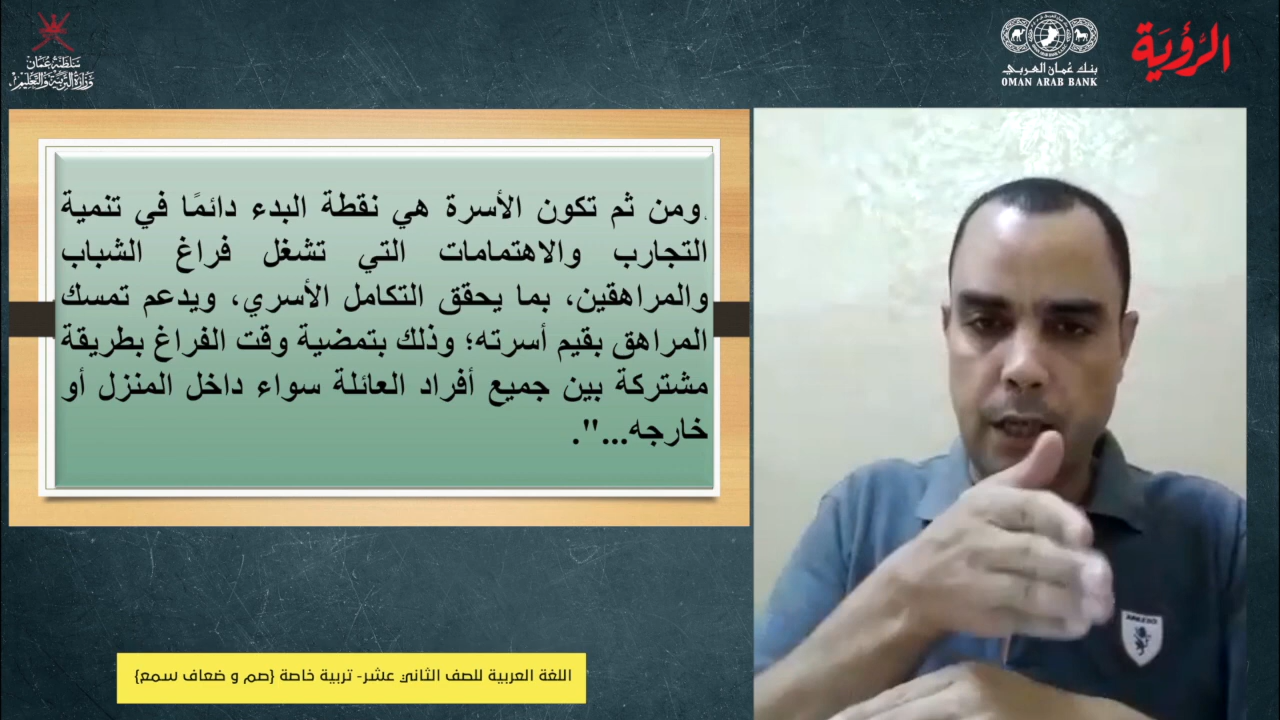 سلطنة عمان
وزارة التربية والتعليم
بنك عمان العربي
OMAN ARAB BANK
الرؤية
ومن ثم تكون الأسرة هي نقطة البدء دائمًا في تنمية
التجارب والاهتمامات التي تشغل فراغ الشباب
والمراهقين، بما يحقق التكامل الأسري، ويدعم تمسك
المراهق بقيم أسرته؛ وذلك بتمضية وقت الفراغ بطريقة
مشتركة بين جميع أفراد العائلة سواء داخل المنزل أو
خارجه...".
اللغة العربية للصف الثاني عشر- تربية خاصة {صم و ضعاف سمع}